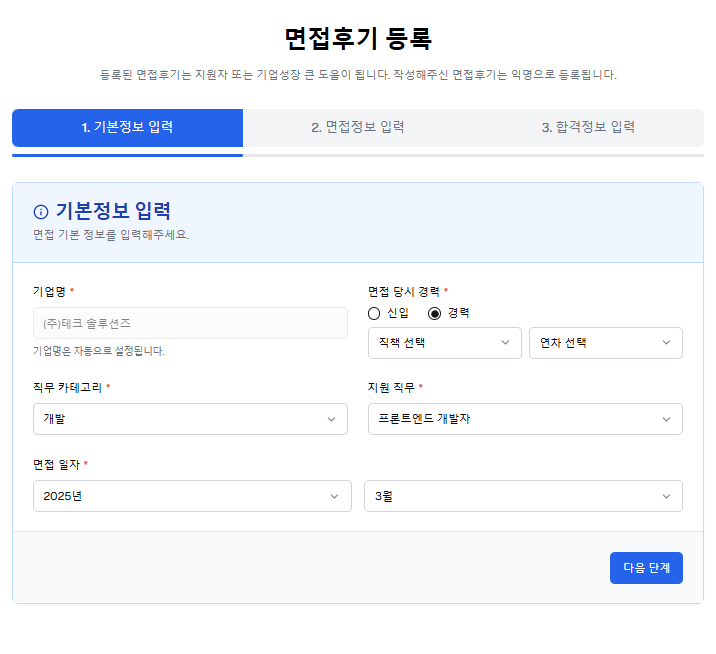 면접후기 등록
등록된 면접후기는 지원자 또는 기업성장 큰 도움이 됩니다. 작성해주신 면접후기는 익명으로 등록됩니다.
1. 기본정보 입력
2. 면접정보 입력
3. 합격정보 입력
기본정보 입력
면접 기본 정보를 입력해주세요.
기업명 *
(주)테크 솔루션즈
기업명은 자동으로 설정됩니다.
면접 당시 경력 *
신입 경력
직책 선택 연차 선택
직무 카테고리 *
개발
지원 직무 *
프론트엔드 개발자
면접 일자 *
2025년 3월
다음 단계